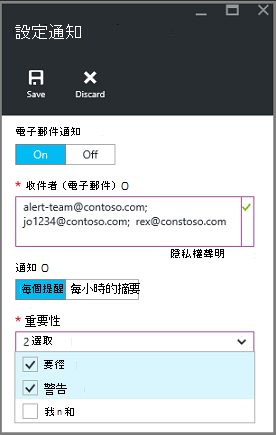 設定通知
Save Discard
電子郵件通知
On Off
* 收件者（電子郵件）
alert-team@contoso.com;
jo1234@contoso.com; rex@constoso.com
隱私權聲明
通知
每個提醒 每小時的摘要
* 重要性
2 選取
要徑
警告
我 n 和